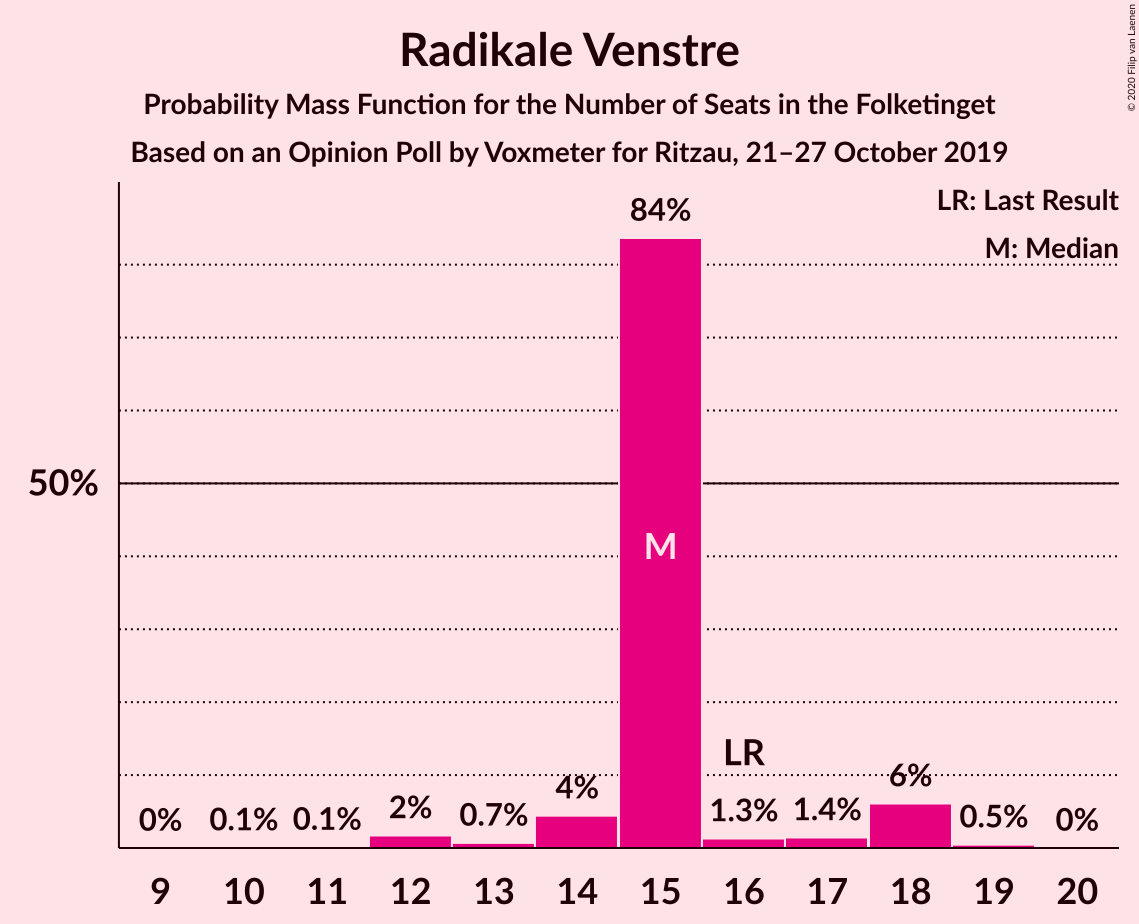 Radikale Venstre
Probability Mass Function for the Number of Seats in the Folketinget
Based on an Opinion Poll by Voxmeter for Ritzau, 21–27 October 2019
© 2020 Filip van Laenen
LR: Last Result
M: Median
50%
0% 0.1% 0.1% 2% 0.7% 4% 84% 1.3% 1.4% 6% 0.5% 0%
M
LR
9 10 11 12 13 14 15 16 17 18 19 20